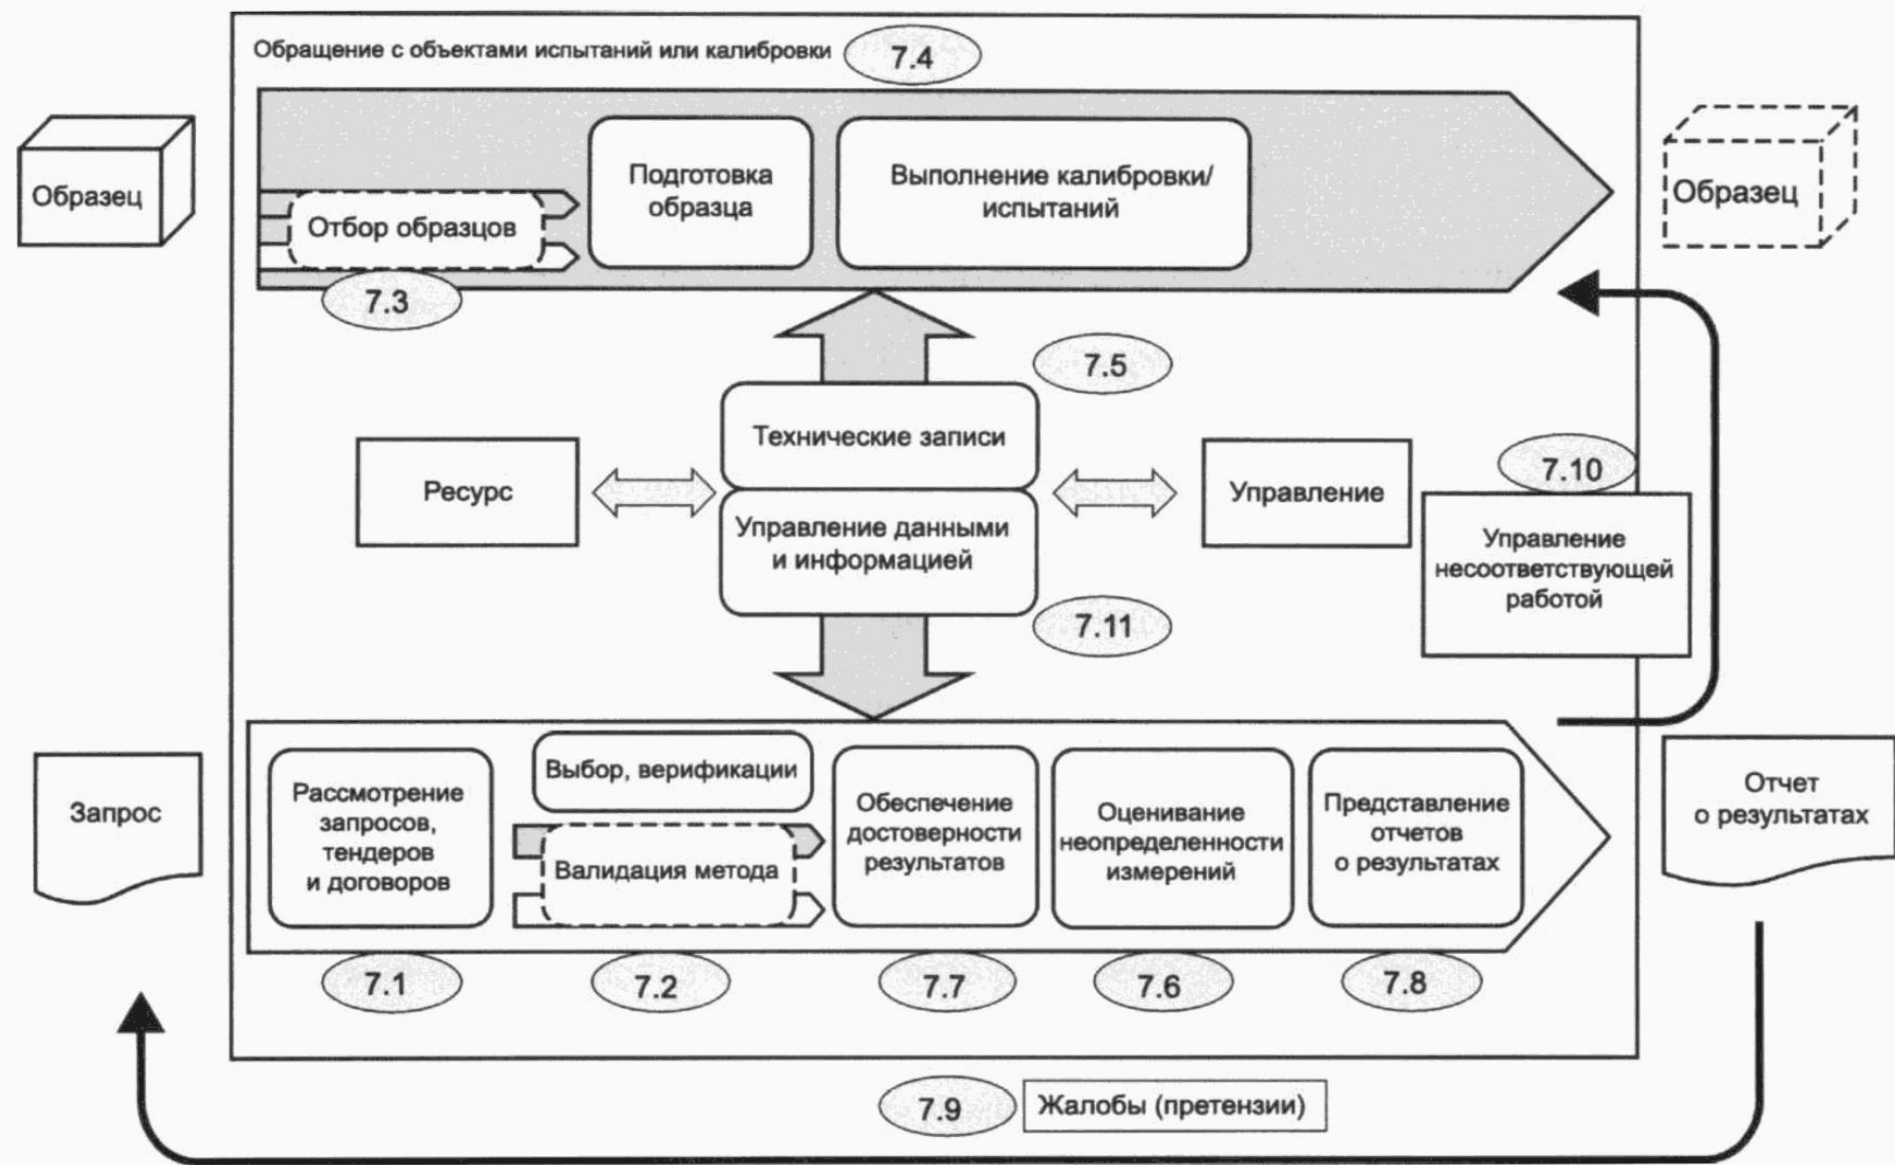 Обращение с объектами испытаний или калибровки
7.4
Образец
Отбор образцов
7.3
Подготовка
образца
Выполнение калибровки/
испытаний
Образец
7.5
Технические записи
Ресурс
Управление данными
и информацией
Управление
7.10
Управление
несоответствующей
работой
7.11
Запрос
Рассмотрение
запросов,
тендеров
и договоров
Выбор, верификации
Валидация метода
Обеспечение
достоверности
результатов
Оценивание
неопределенности
измерений
Представление
отчетов
о результатах
Отчет
о результатах
7.1
7.2
7.7
7.6
7.8
7.9
Жалобы (претензии)